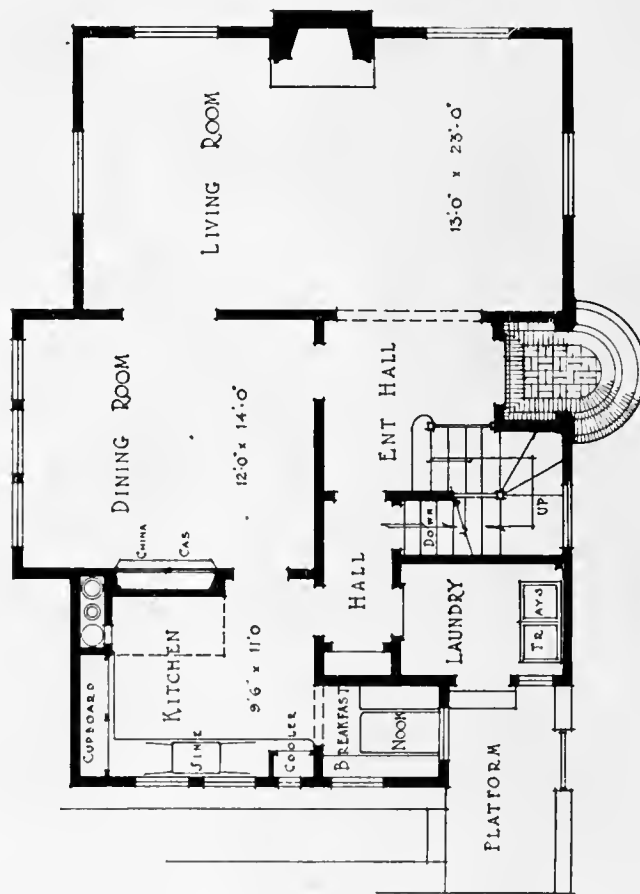 LIVING ROOM
13'-0" x 23'-0"
DINING ROOM
12'-0" x 14'-0"
CHINA
CAS
ENT HALL
UP
DOWN
HALL
LAUNDRY
TRAYS
KITCHEN
9'6" x 11'0
CUPBOARD
SINK
COOLER
BREAKFAST
NOOK
PLATFORM